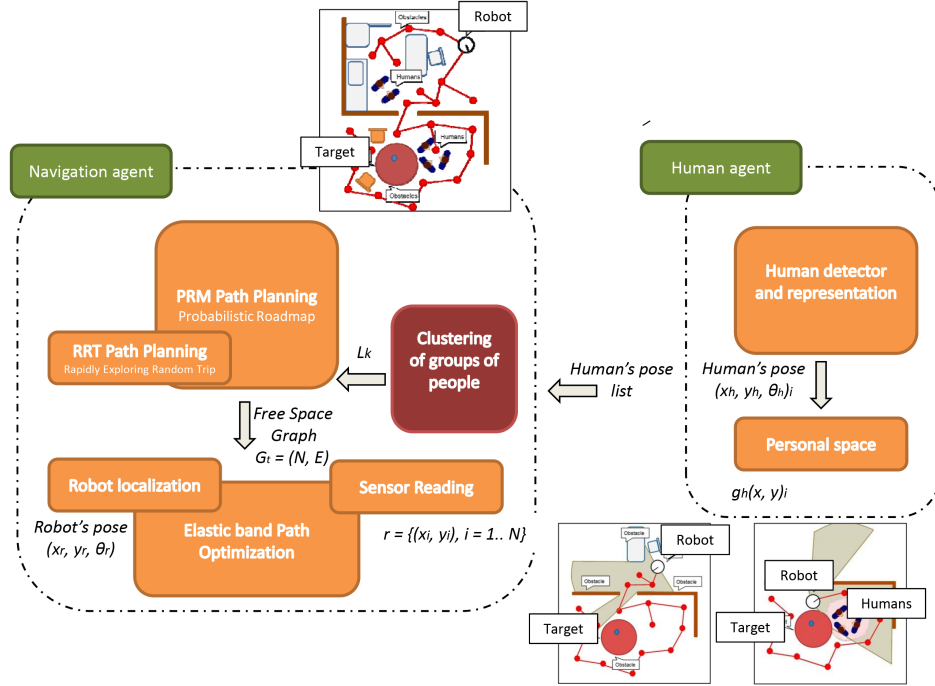 Obstacles
Robot
Humans
Humans
Target
Obstacles
Navigation agent
Human agent
PRM Path Planning
Probabilistic Roadmap
RRT Path Planning
Rapidly Exploring Random Trip
Clustering
of groups of
people
Lk
Free Space
Graph
Gt = (N, E)
Human's pose
list
Human detector
and representation
Human's pose
(xh, yh, θh)i
Personal space
gh(x, y)i
Robot localization
Sensor Reading
Elastic band Path
Optimization
Robot's pose
(xr, yr, θr)
r = {(xi, yi), i = 1.. N}
Obstacle
Robot
Obstacle
Obstacle
Target
Obstacle
Robot
Humans
Target